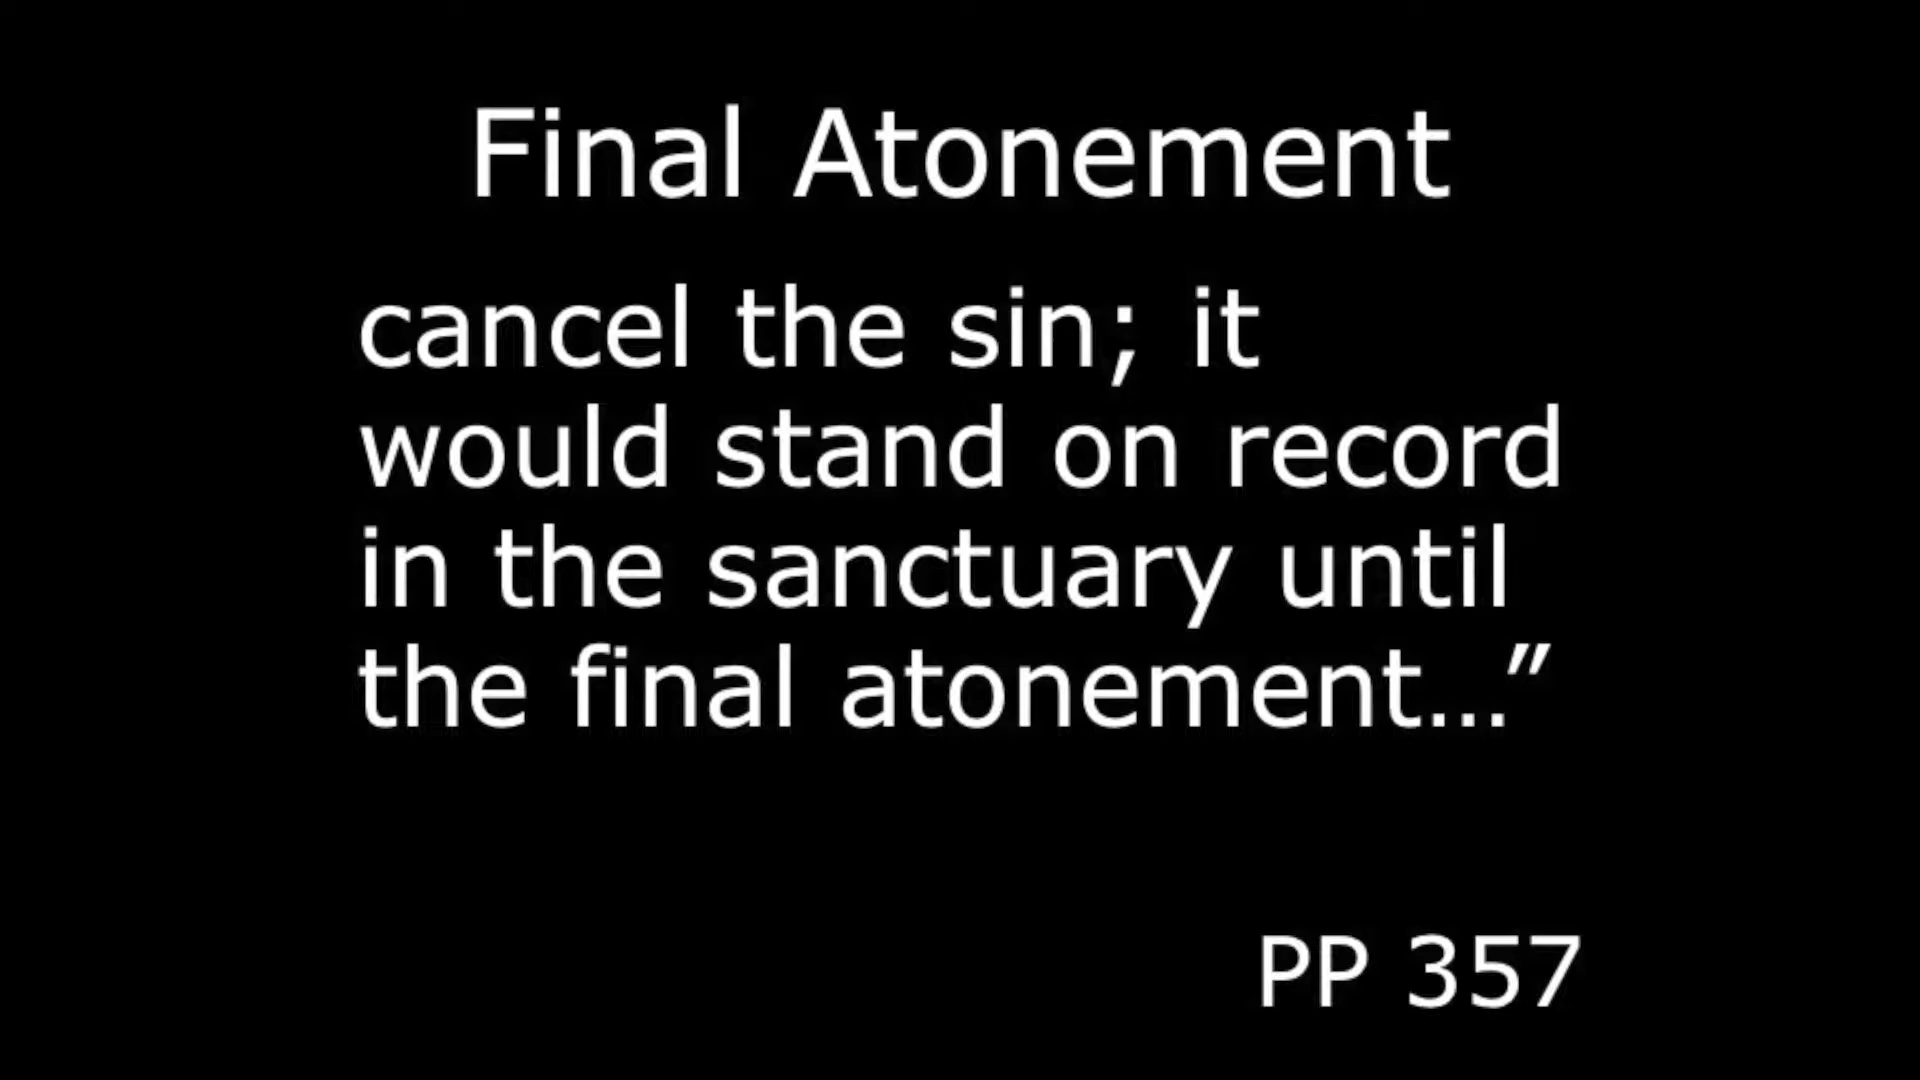 Final Atonement
cancel the sin; it
would stand on record
in the sanctuary until
the final atonement…”
PP 357